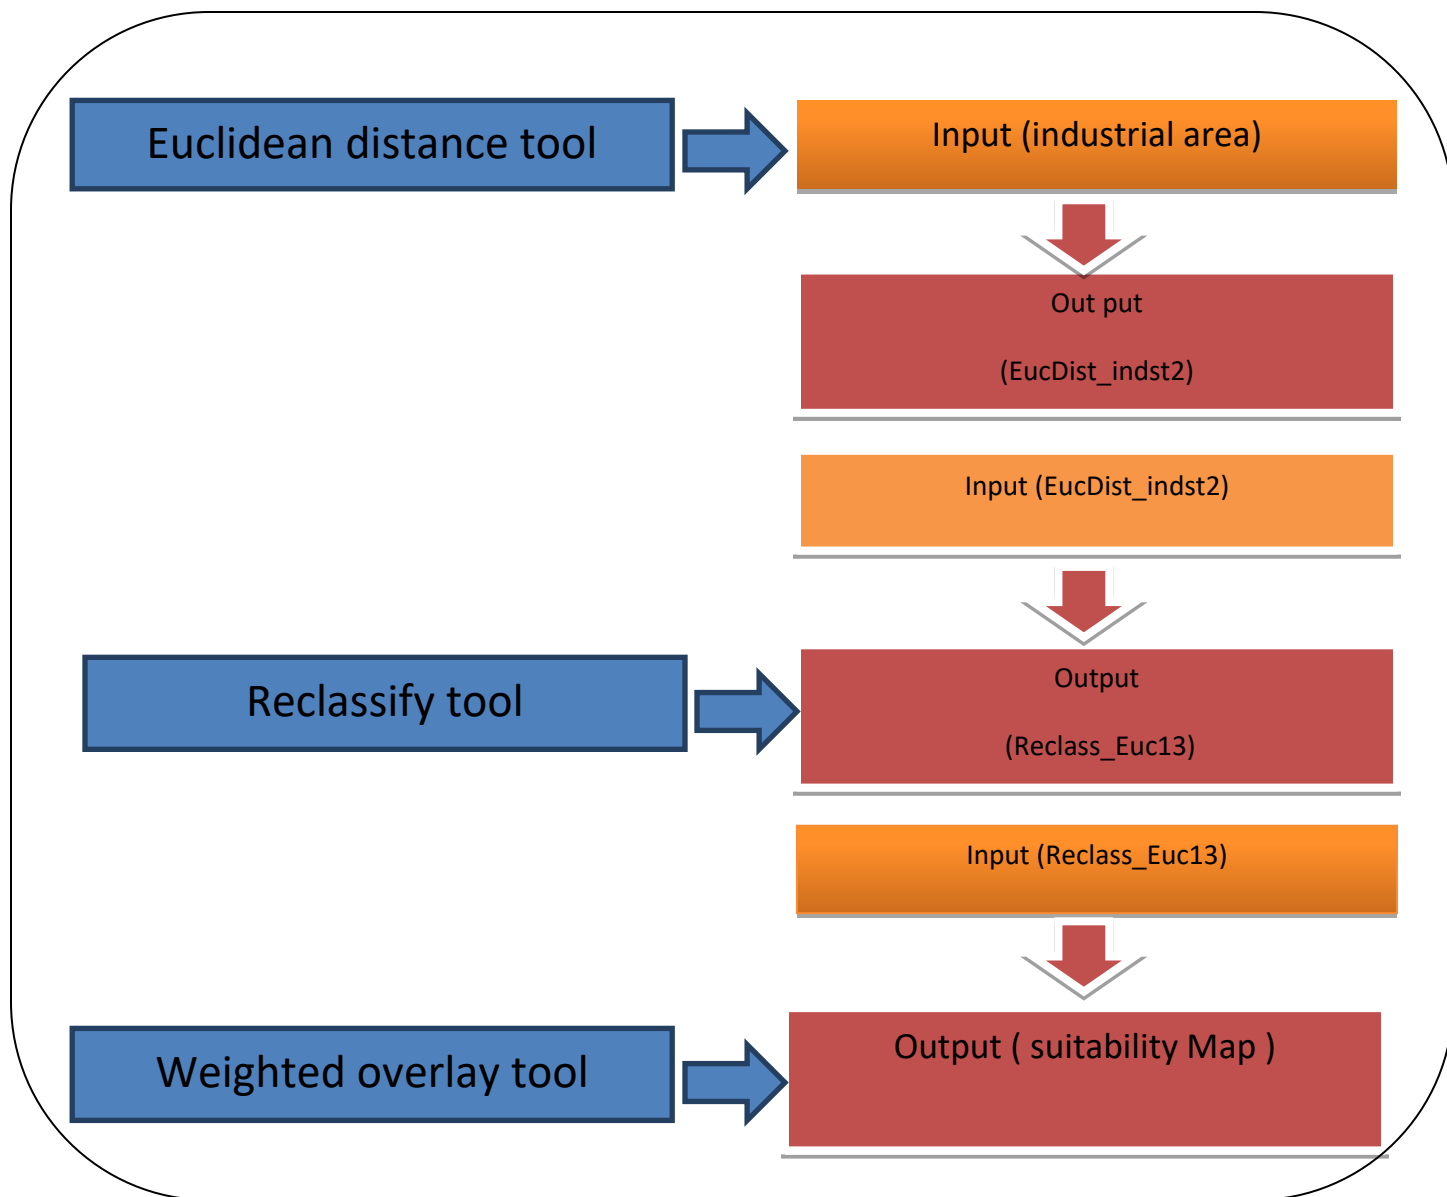 Euclidean distance tool
Input (industrial area)
Out put
(EucDist_indst2)
Input (EucDist_indst2)
Reclassify tool
Output
(Reclass_Euc13)
Input (Reclass_Euc13)
Weighted overlay tool
Output ( suitability Map )